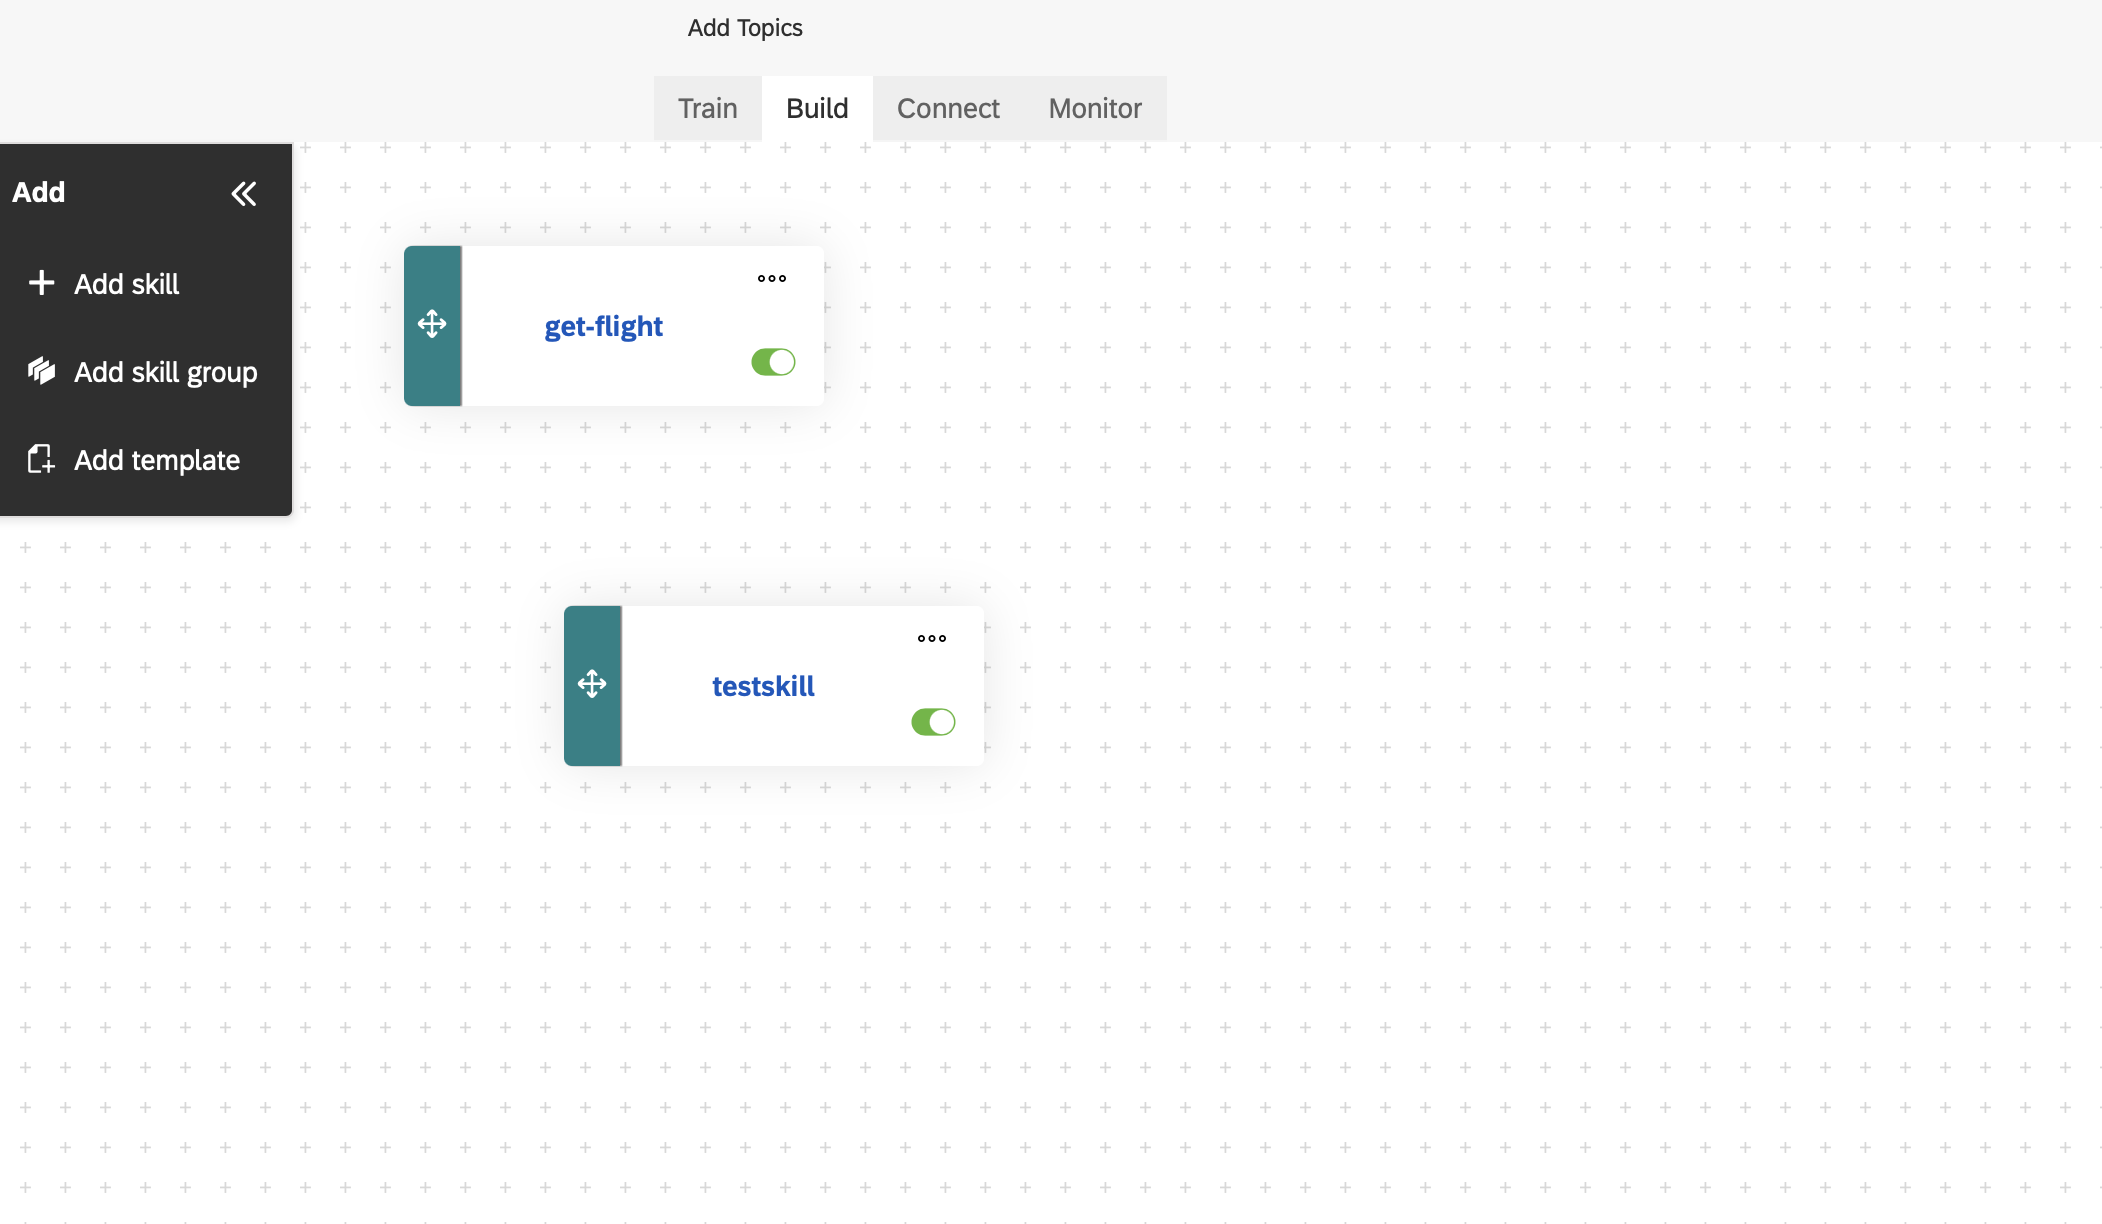 Add Topics
Train Build Connect Monitor
Add
Add skill
Add skill group
Add template
get-flight
testskill